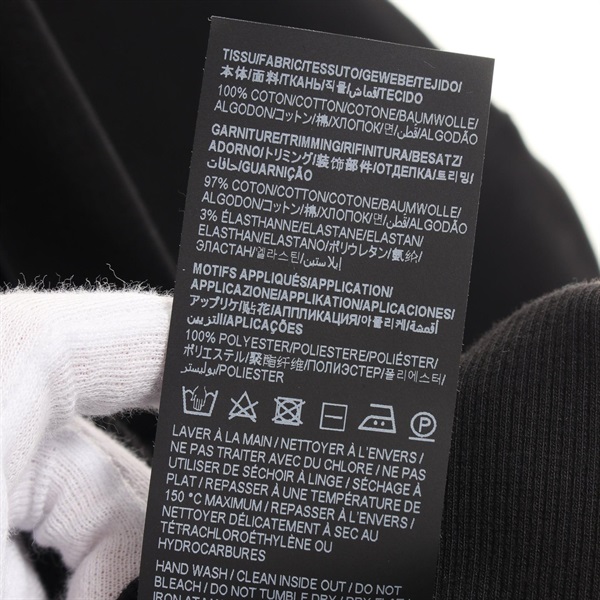 TISSU/FABRIC/TESSUTO/GEWEBE/TEJIDO/
本体/面料/ТКАНЬ/직물/قماش/TECIDO
100% COTON/COTTON/COTONE/BAUMWOLLE/
ALGODON/コットン/棉/ХЛОПОК/면/قطن/ALGODÃO
GARNITURE/TRIMMING/RIFINITURA/BESATZ/
ADORNO/トリミング/装饰部件/ОТДЕЛКА/트리밍/
حافات/GUARNIÇÃO
97% COTON/COTTON/COTONE/BAUMWOLLE/
ALGODON/コットン/棉/ХЛОПОК/면/قطن/ALGODÃO
3% ÉLASTHANNE/ELASTANE/ELASTAN/
ELASTANO/ELASTANO/ポリウレタン/氨纶/
ЭЛАСТАН/엘라스틴/إيلاستين
MOTIFS APPLIQUÉS/APPLICATION/
APPLICAZIONE/APPLIKATION/APLICACIONES/
アップリケ/贴花/АППЛИКАЦИЯ/아플리케/أقمشة
التزيين/APLICAÇÕES
100% POLYESTER/POLIESTERE/POLIÉSTER/
ポリエステル/聚酯纤维/ПОЛИЭСТЕР/폴리에스터/
بوليستر/POLIESTER
LAVER À LA MAIN / NETTOYER À L'ENVERS /
NE PAS TRAITER AVEC DU CHLORE / NE PAS
UTILISER DE SÉCHOIR À LINGE / SÉCHAGE À
PLAT / REPASSER À UNE TEMPÉRATURE DE
150 °C MAXIMUM / REPASSER À L'ENVERS /
NETTOYER DÉLICATEMENT À SEC AU
TÉTRACHLOROÉTHYLÈNE OU
HYDROCARBURES
HAND WASH / CLEAN INSIDE OUT / DO NOT
BLEACH / DO NOT TUMBLE DRY / DRY FLAT
IRON AT MAX